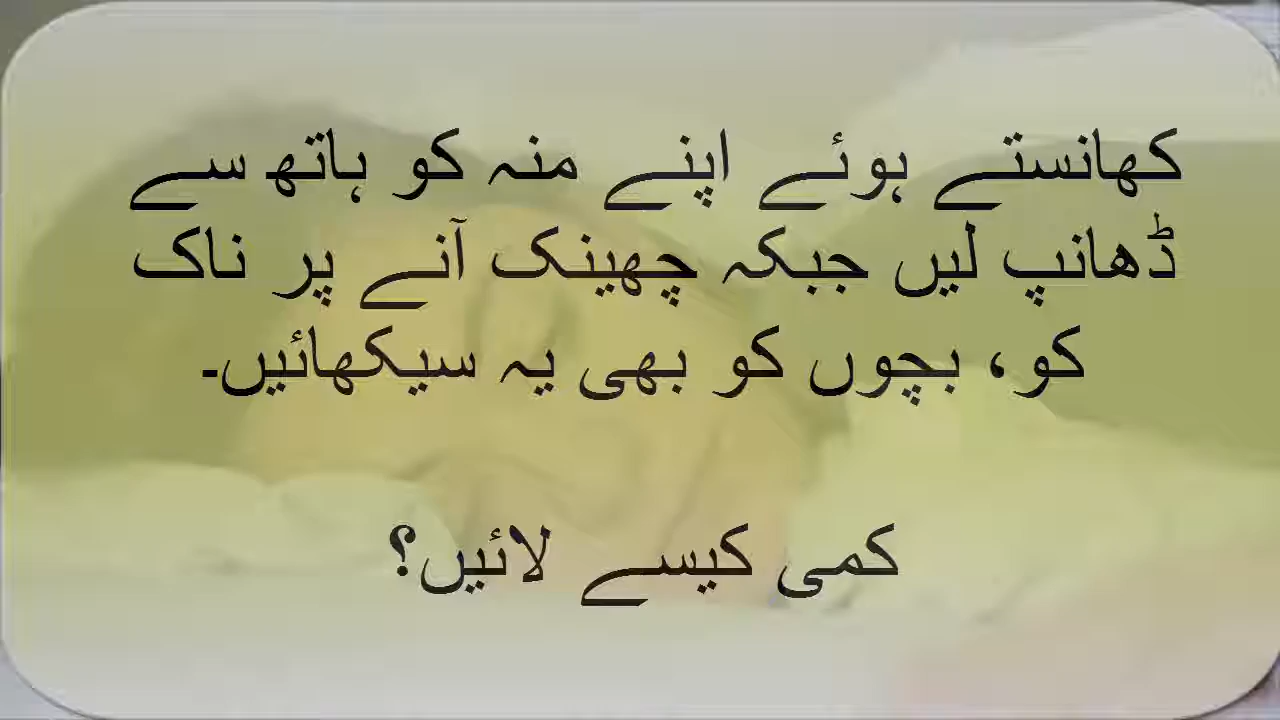 کھانستے ہوئے اپنے منہ کو ہاتھ سے
ڈھانپ لیں جبکہ چھینک آنے پر ناک
کو، بچوں کو بھی یہ سیکھائیں۔
کمی کیسے لائیں؟